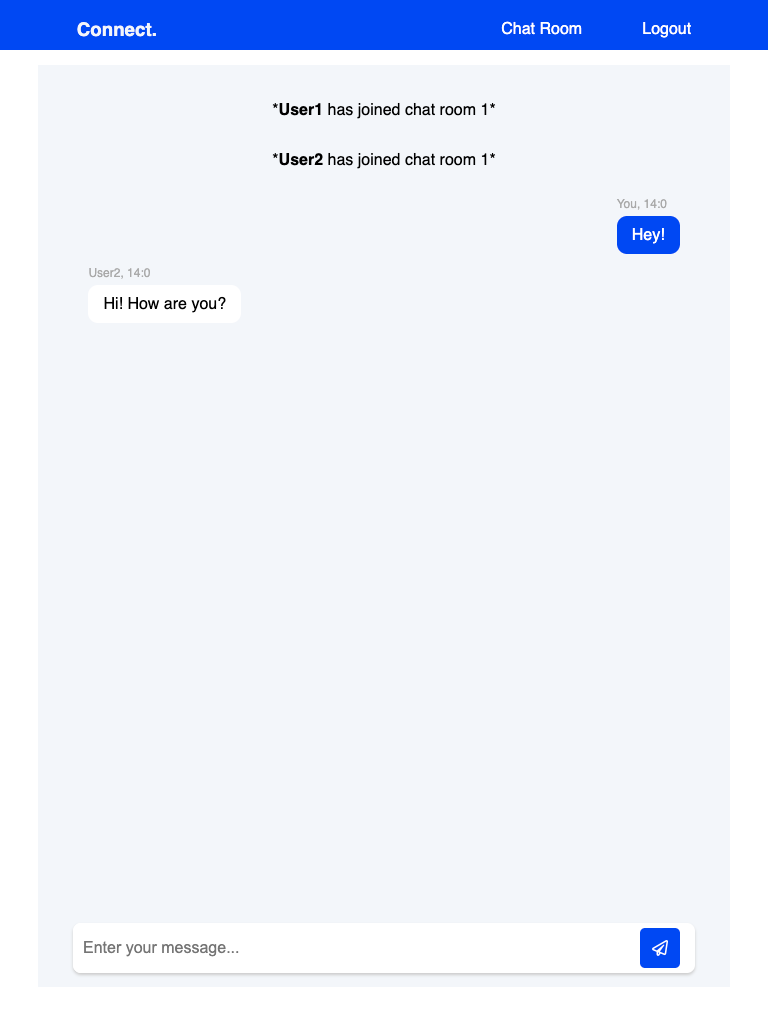 Connect.
Chat Room
Logout
*User1 has joined chat room 1*
*User2 has joined chat room 1*
You, 14:0
Hey!
User2, 14:0
Hi! How are you?
Enter your message...